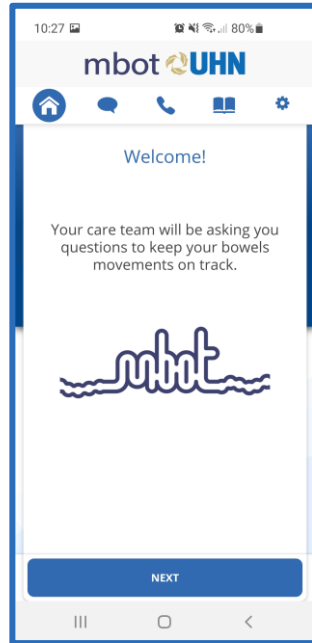 10:27 80%
mbot UHN
Welcome!
Your care team will be asking you
questions to keep your bowels
movements on track.
mbot
NEXT